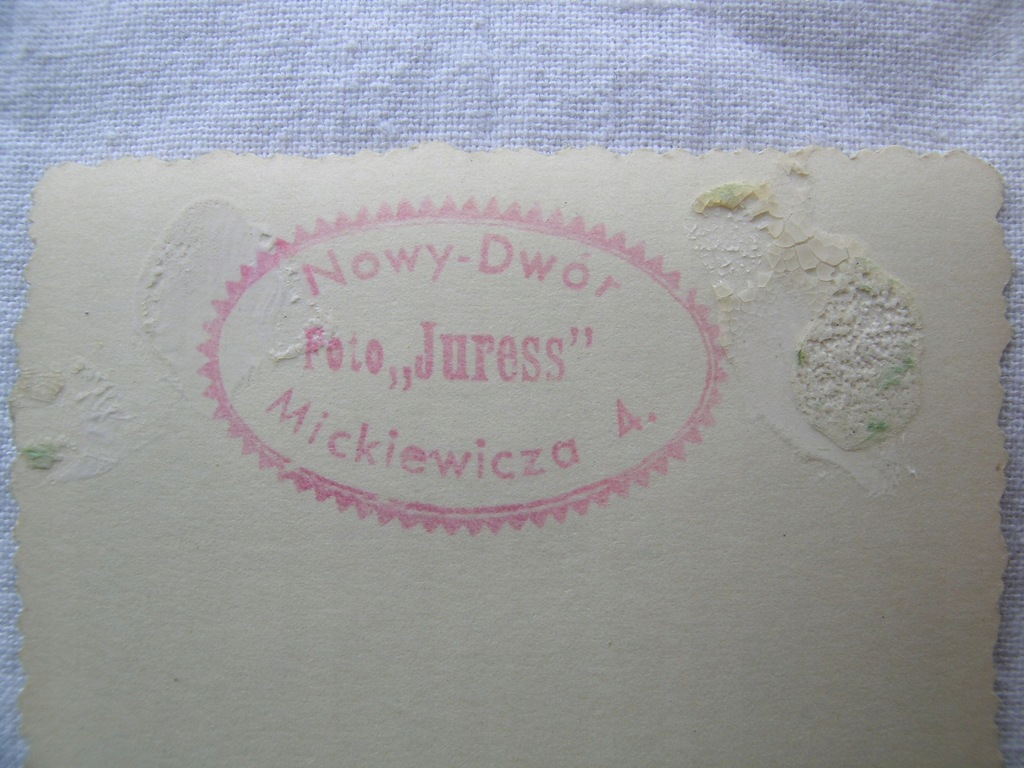 Nowy-Dwór
Foto „Juress”
Mickiewicza 4.